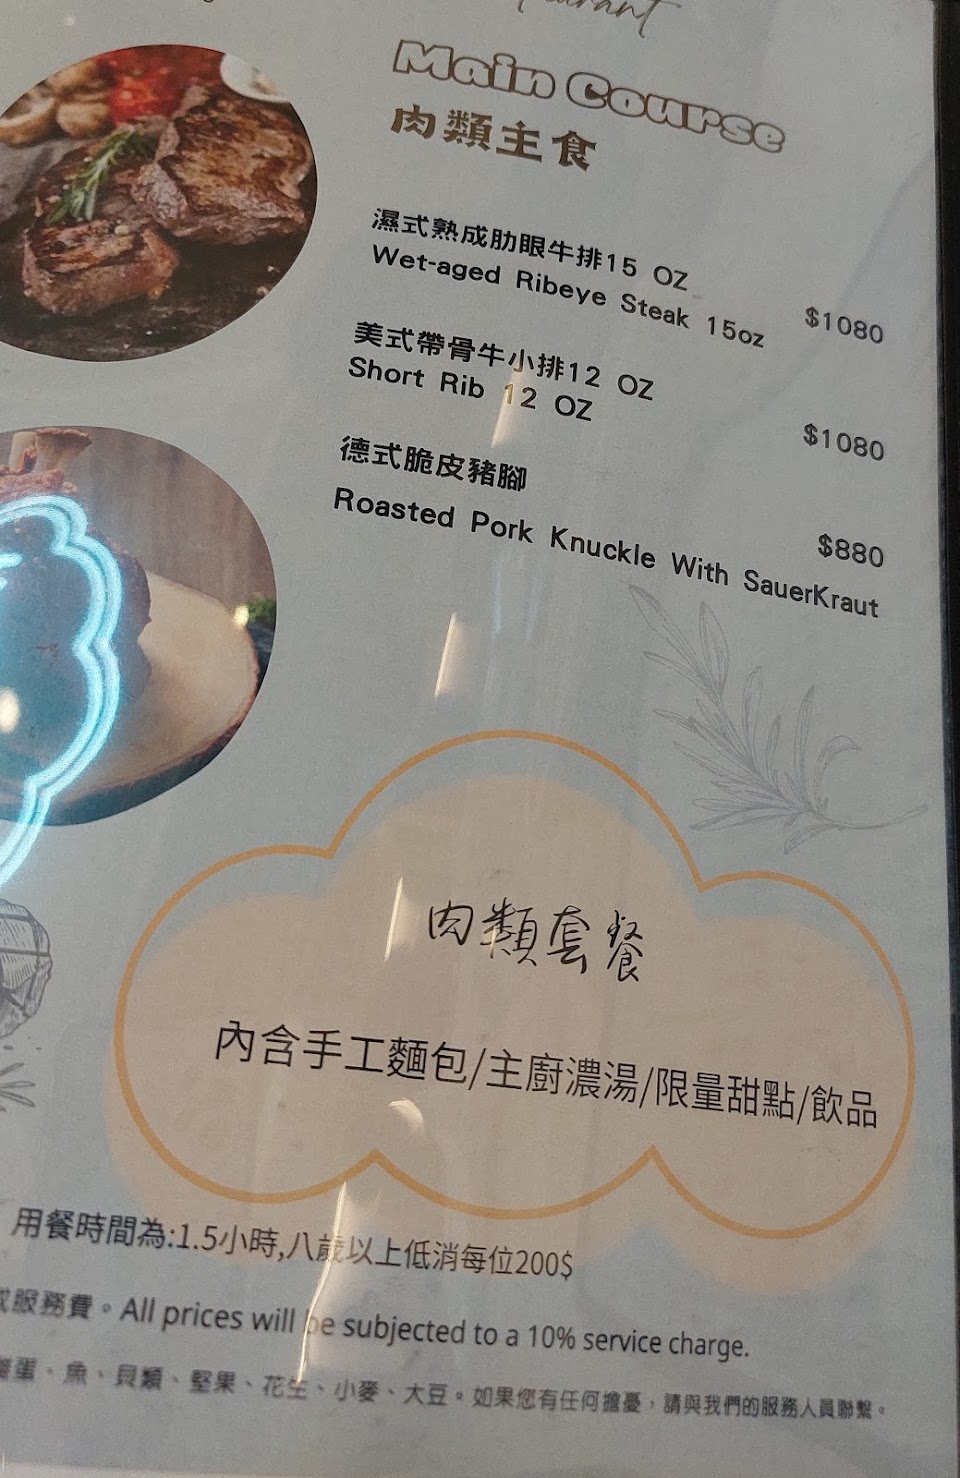 Main Course
肉類主食
濕式熟成肋眼牛排15 OZ
Wet-aged Ribeye Steak 15oz
$1080
美式帶骨牛小排12 OZ
Short Rib 12 OZ
$1080
德式脆皮豬腳
$880
Roasted Pork Knuckle With SauerKraut
肉類套餐
內含手工麵包/主廚濃湯/限量甜點/飲品
用餐時間為:1.5小時,八歲以上低消每位200$
成服務費。All prices will be subjected to a 10% service charge.
蛋、魚、貝類、堅果、花生、小麥、大豆。如果您有任何擔憂，請與我們的服務人員聯繫。